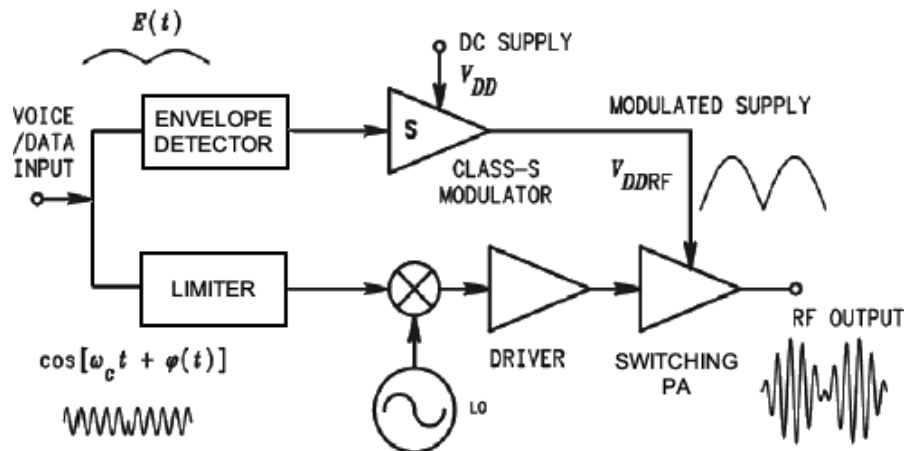 E(t)
DC SUPPLY
V_DD
VOICE
/DATA
INPUT
ENVELOPE
DETECTOR
S
CLASS-S
MODULATOR
MODULATED SUPPLY
V_DDRF
LIMITER
DRIVER
SWITCHING
PA
RF OUTPUT
cos[ω_c t + φ(t)]
LO